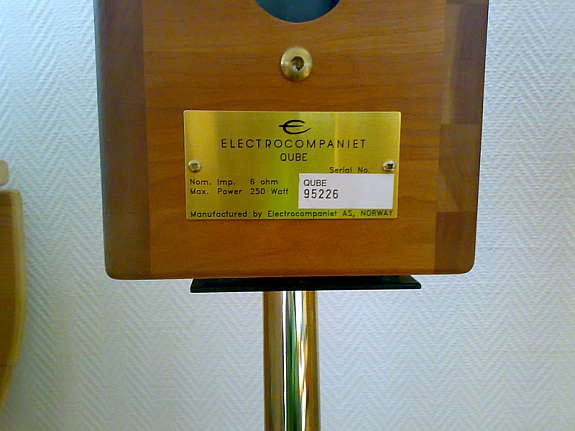 ELECTROCOMPANIET
QUBE
Serial No.
Nom. Imp. 6 ohm
QUBE
Max. Power 250 Watt
95226
Manufactured by Electrocompaniet AS, NORWAY